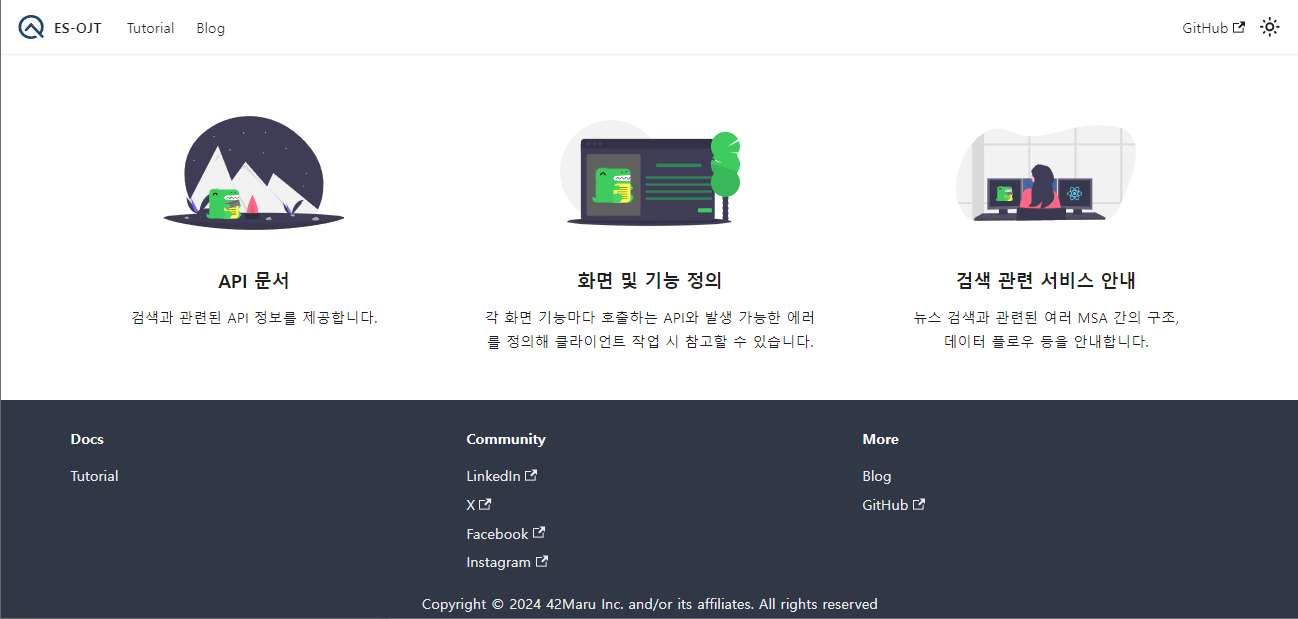 ES-OJT Tutorial Blog GitHub
API 문서
검색과 관련된 API 정보를 제공합니다.
화면 및 기능 정의
각 화면 기능마다 호출하는 API와 발생 가능한 에러
를 정의해 클라이언트 작업 시 참고할 수 있습니다.
검색 관련 서비스 안내
뉴스 검색과 관련된 여러 MSA 간의 구조,
데이터 플로우 등을 안내합니다.
Docs
Tutorial
Community
LinkedIn
X
Facebook
Instagram
More
Blog
GitHub
Copyright © 2024 42Maru Inc. and/or its affiliates. All rights reserved